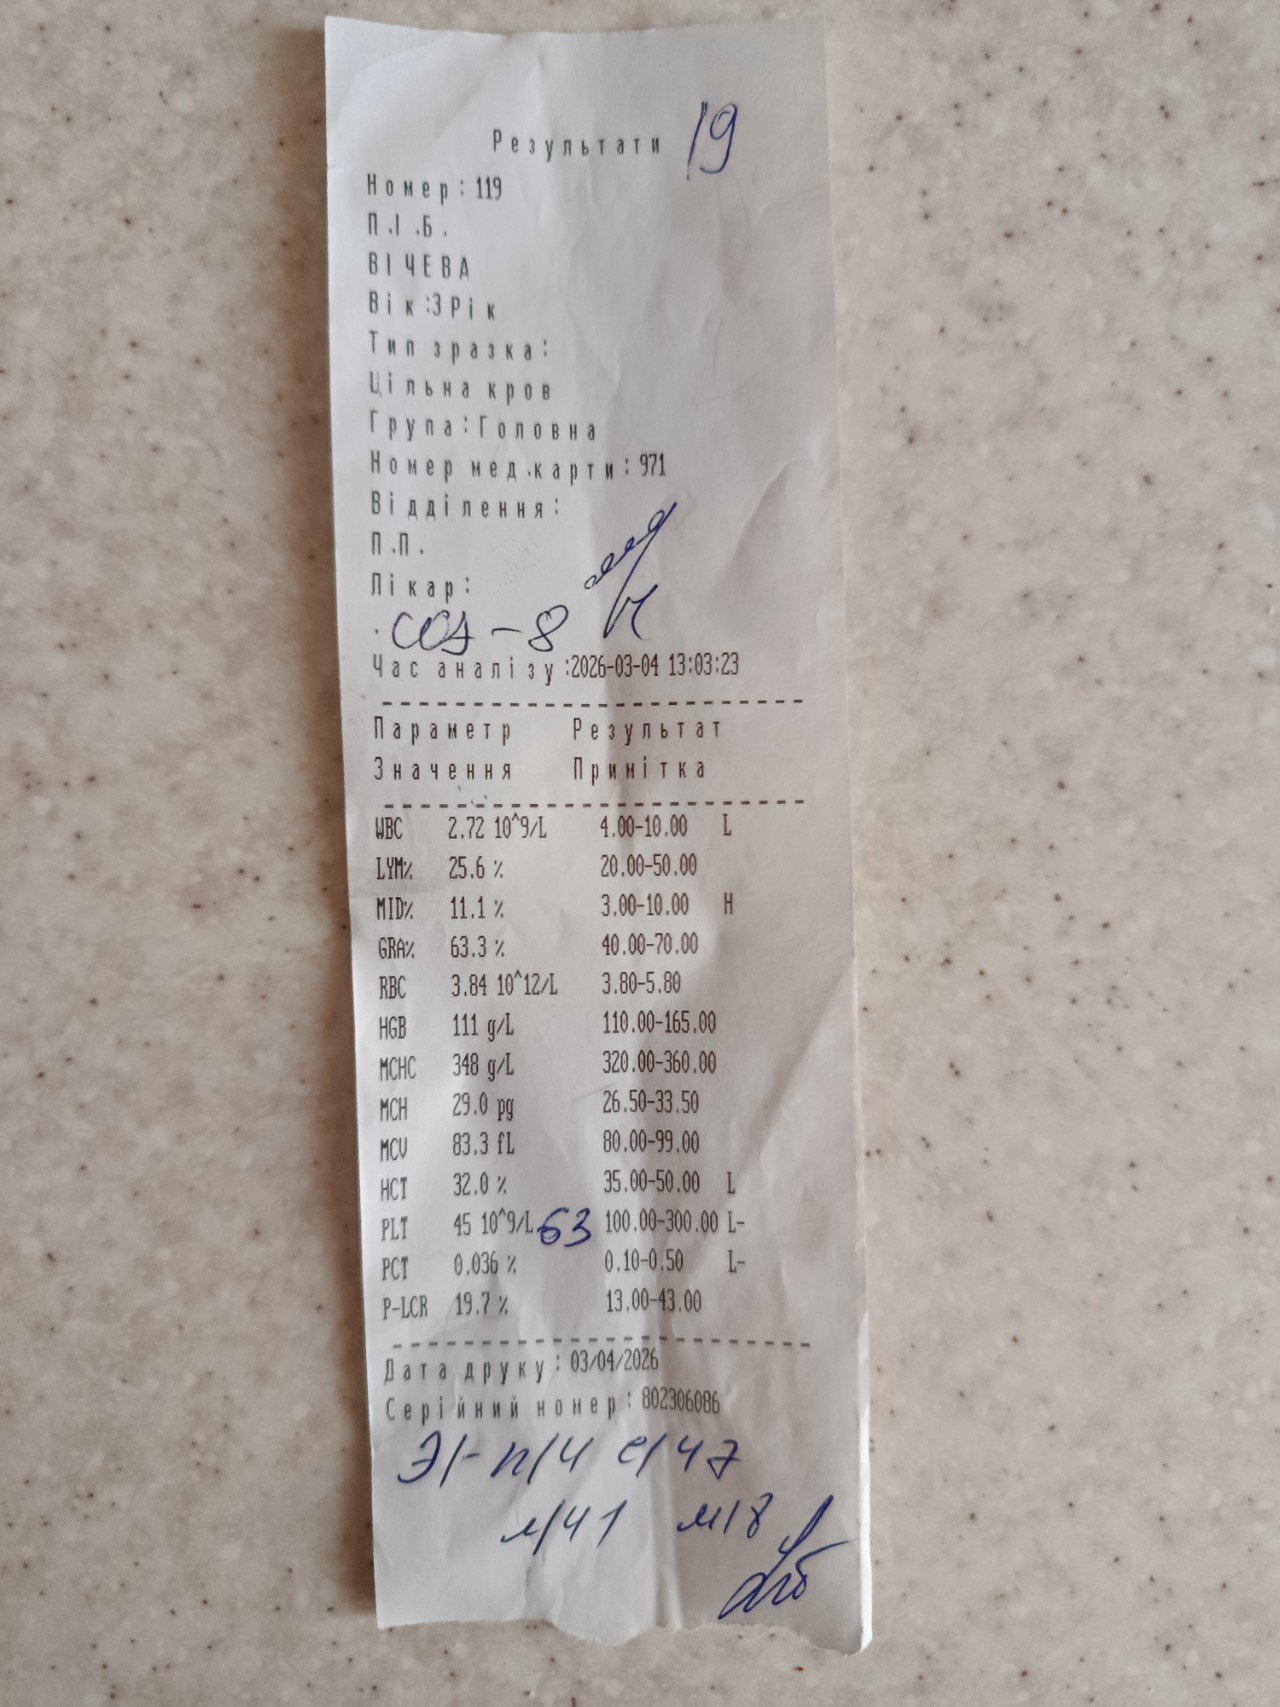 Результати 19
Номер: 119
П.І.Б.
ВІЧЕВА
Вік:3Рік
Тип зразка:
Цільна кров
Група:Головна
Номер мед.карти: 971
Відділення:
П.П.
Лікар:
СОЭ - 8
Час аналізу:2026-03-04 13:03:23
Параметр Результат
Значення Примітка
WBC 2.72 10^9/L 4.00-10.00 L
LYM% 25.6 % 20.00-50.00
MID% 11.1 % 3.00-10.00 H
GRA% 63.3 % 40.00-70.00
RBC 3.84 10^12/L 3.80-5.80
HGB 111 g/L 110.00-165.00
MCHC 348 g/L 320.00-360.00
MCH 29.0 pg 26.50-33.50
MCV 83.3 fL 80.00-99.00
HCT 32.0 % 35.00-50.00 L
PLT 45 10^9/L 63 100.00-300.00 L-
PCT 0.036 % 0.10-0.50 L-
P-LCR 19.7 % 13.00-43.00
Дата друку: 03/04/2026
Серійний номер: 802306086
Э/- п/4 с/47
л/41 м/8